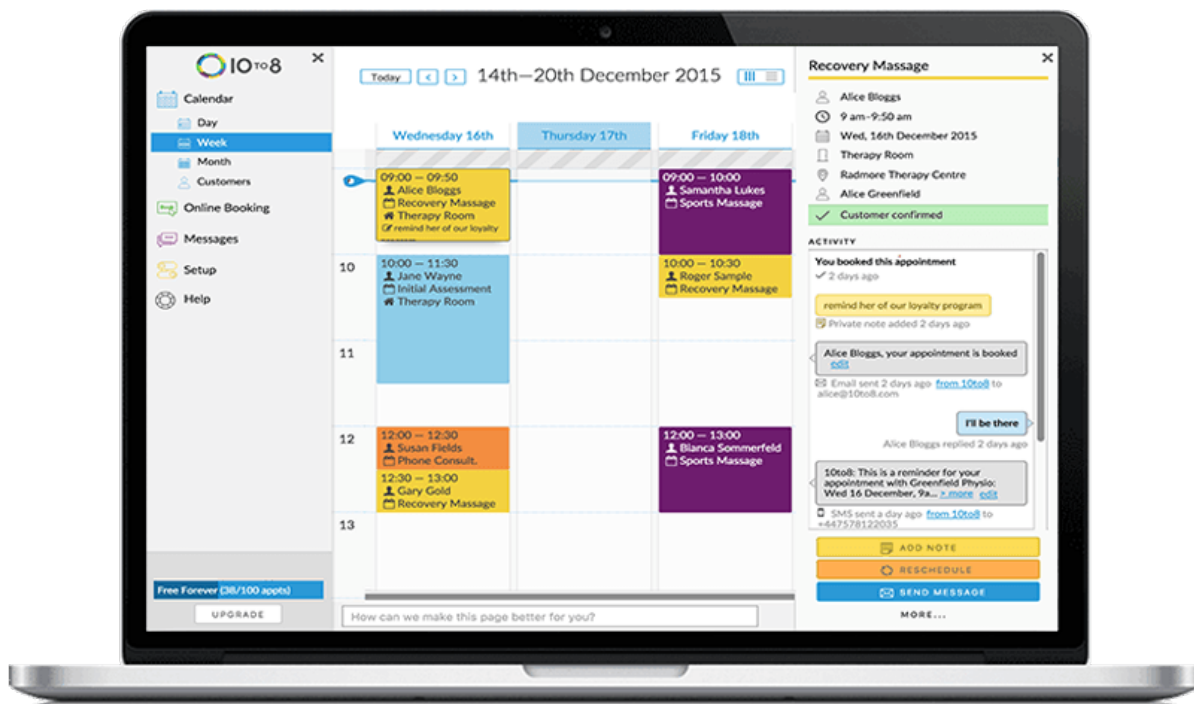 10TO8
Calendar
Day
Week
Month
Customers
Online Booking
Messages
Setup
Help
Free Forever (38/100 appts)
UPGRADE
Today < > 14th—20th December 2015
Wednesday 16th Thursday 17th Friday 18th
09:00 — 09:50
Alice Bloggs
Recovery Massage
Therapy Room
remind her of our loyalty
09:00 — 10:00
Samantha Lukes
Sports Massage
10
10:00 — 11:30
Jane Wayne
Initial Assessment
Therapy Room
10:00 — 10:30
Roger Sample
Recovery Massage
11
12
12:00 — 12:30
Susan Fields
Phone Consult.
12:30 — 13:00
Gary Gold
Recovery Massage
12:00 — 13:00
Bianca Sommerfeld
Sports Massage
13
How can we make this page better for you?
Recovery Massage
Alice Bloggs
9 am-9:50 am
Wed, 16th December 2015
Therapy Room
Radmore Therapy Centre
Alice Greenfield
Customer confirmed
ACTIVITY
You booked this appointment
2 days ago
remind her of our loyalty program
Private note added 2 days ago
Alice Bloggs, your appointment is booked
edit
Email sent 2 days ago from 10to8 to
alice@10to8.com
I'll be there
Alice Bloggs replied 2 days ago
10to8: This is a reminder for your
appointment with Greenfield Physio:
Wed 16 December, 9a... > more edit
SMS sent a day ago from 10to8 to
+447578122035
ADD NOTE
RESCHEDULE
SEND MESSAGE
MORE...